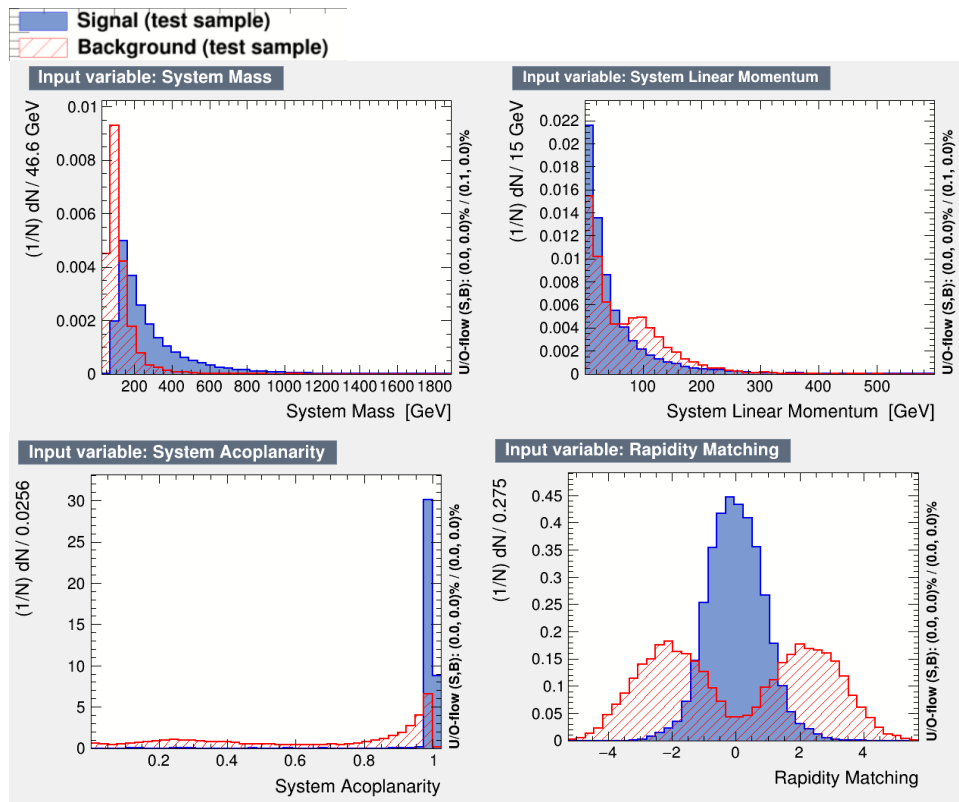 Signal (test sample)
Background (test sample)
Input variable: System Mass
(1/N) dN / 46.6 GeV
0.01
0.008
0.006
0.004
0.002
0
200 400 600 800 1000 1200 1400 1600 1800
System Mass [GeV]
U/O-flow (S,B): (0.0, 0.0)% / (0.1, 0.0)%
Input variable: System Linear Momentum
(1/N) dN / 15 GeV
0.022
0.02
0.018
0.016
0.014
0.012
0.01
0.008
0.006
0.004
0.002
0
100 200 300 400 500
System Linear Momentum [GeV]
U/O-flow (S,B): (0.0, 0.0)% / (0.1, 0.0)%
Input variable: System Acoplanarity
(1/N) dN / 0.0256
30
25
20
15
10
5
0
0.2 0.4 0.6 0.8 1
System Acoplanarity
U/O-flow (S,B): (0.0, 0.0)% / (0.0, 0.0)%
Input variable: Rapidity Matching
(1/N) dN / 0.275
0.45
0.4
0.35
0.3
0.25
0.2
0.15
0.1
0.05
0
−4 −2 0 2 4
Rapidity Matching
U/O-flow (S,B): (0.0, 0.0)% / (0.0, 0.0)%